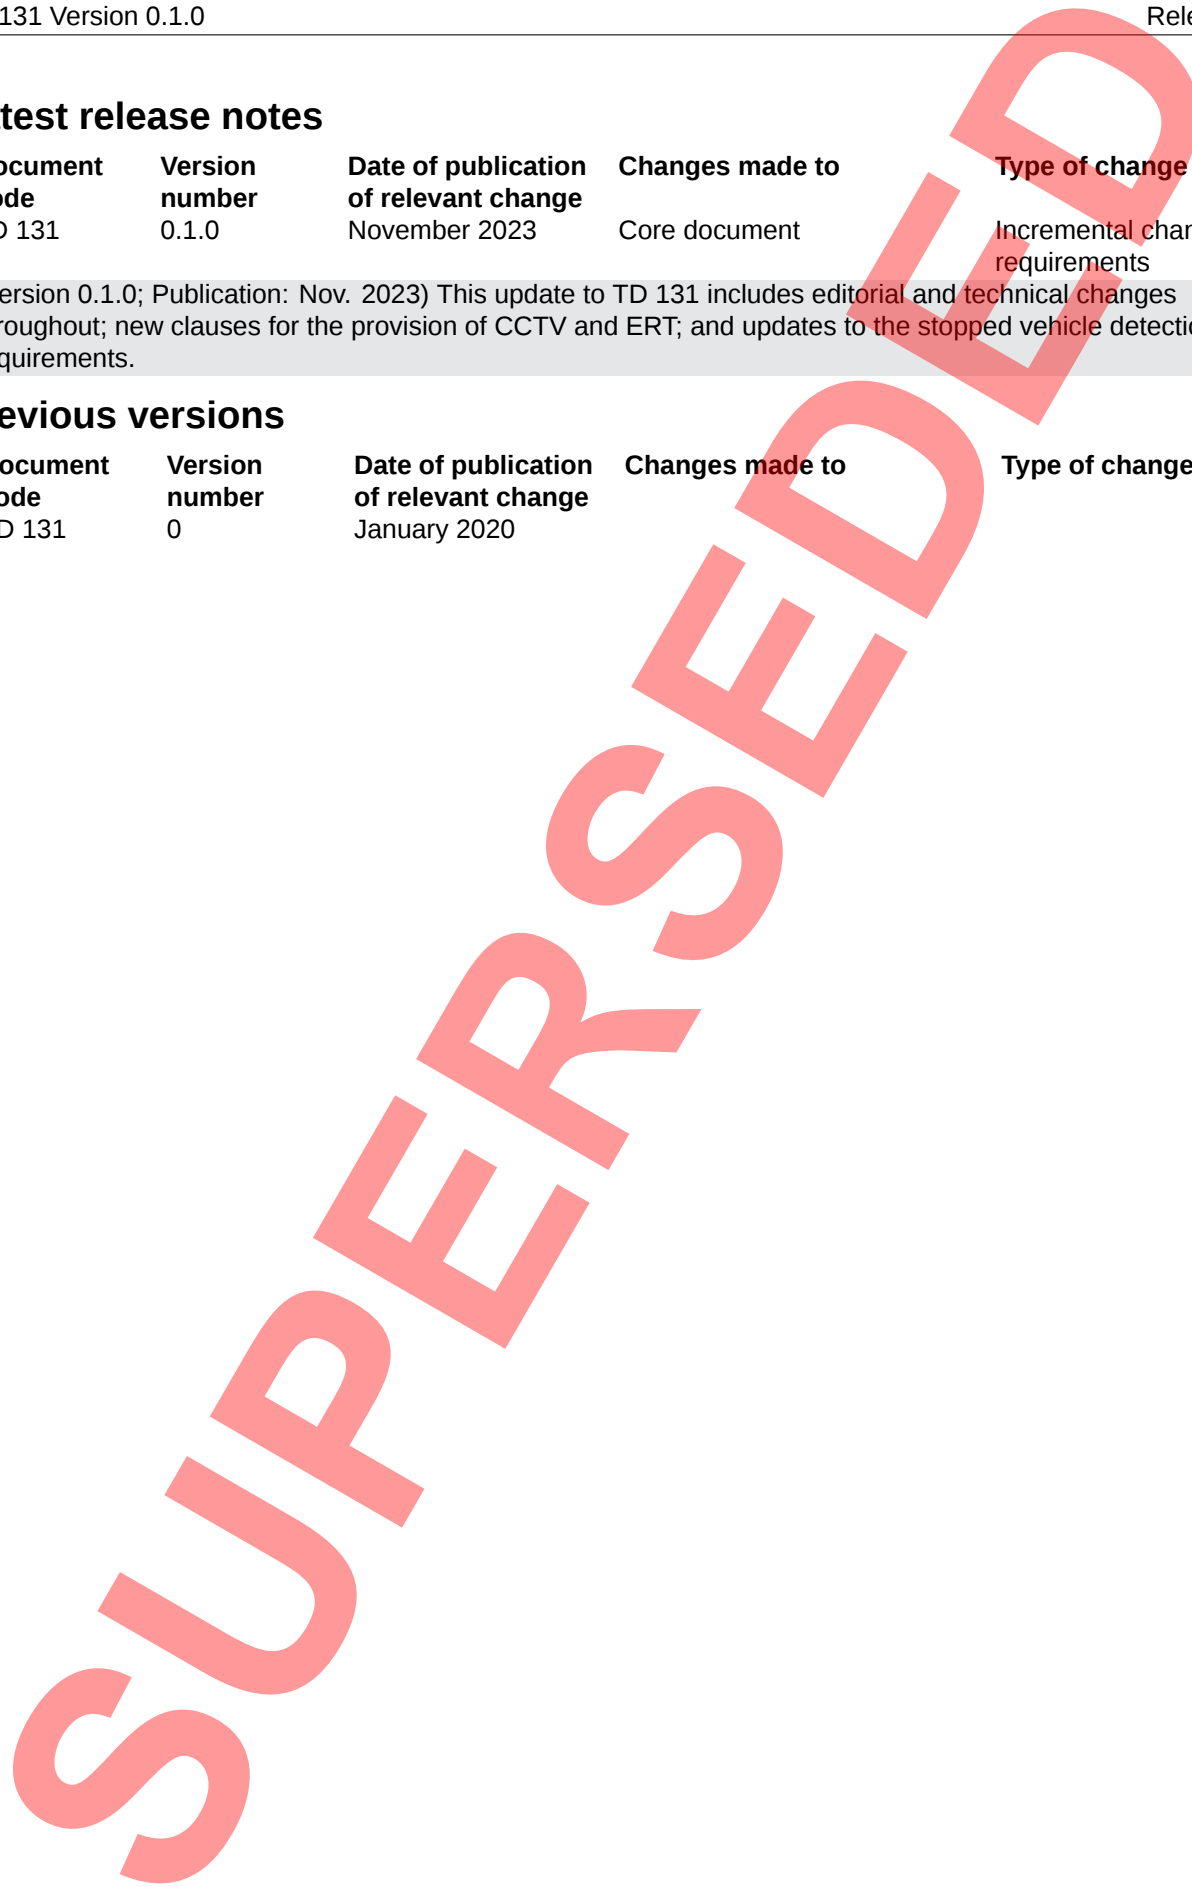 131 Version 0.1.0 Rele
test release notes
ocument Version Date of publication Changes made to Type of change
ode number of relevant change
D 131 0.1.0 November 2023 Core document Incremental chan
requirements
ersion 0.1.0; Publication: Nov. 2023) This update to TD 131 includes editorial and technical changes
roughout; new clauses for the provision of CCTV and ERT; and updates to the stopped vehicle detectio
quirements.
evious versions
ocument Version Date of publication Changes made to Type of change
ode number of relevant change
D 131 0 January 2020
SUPERSEDED